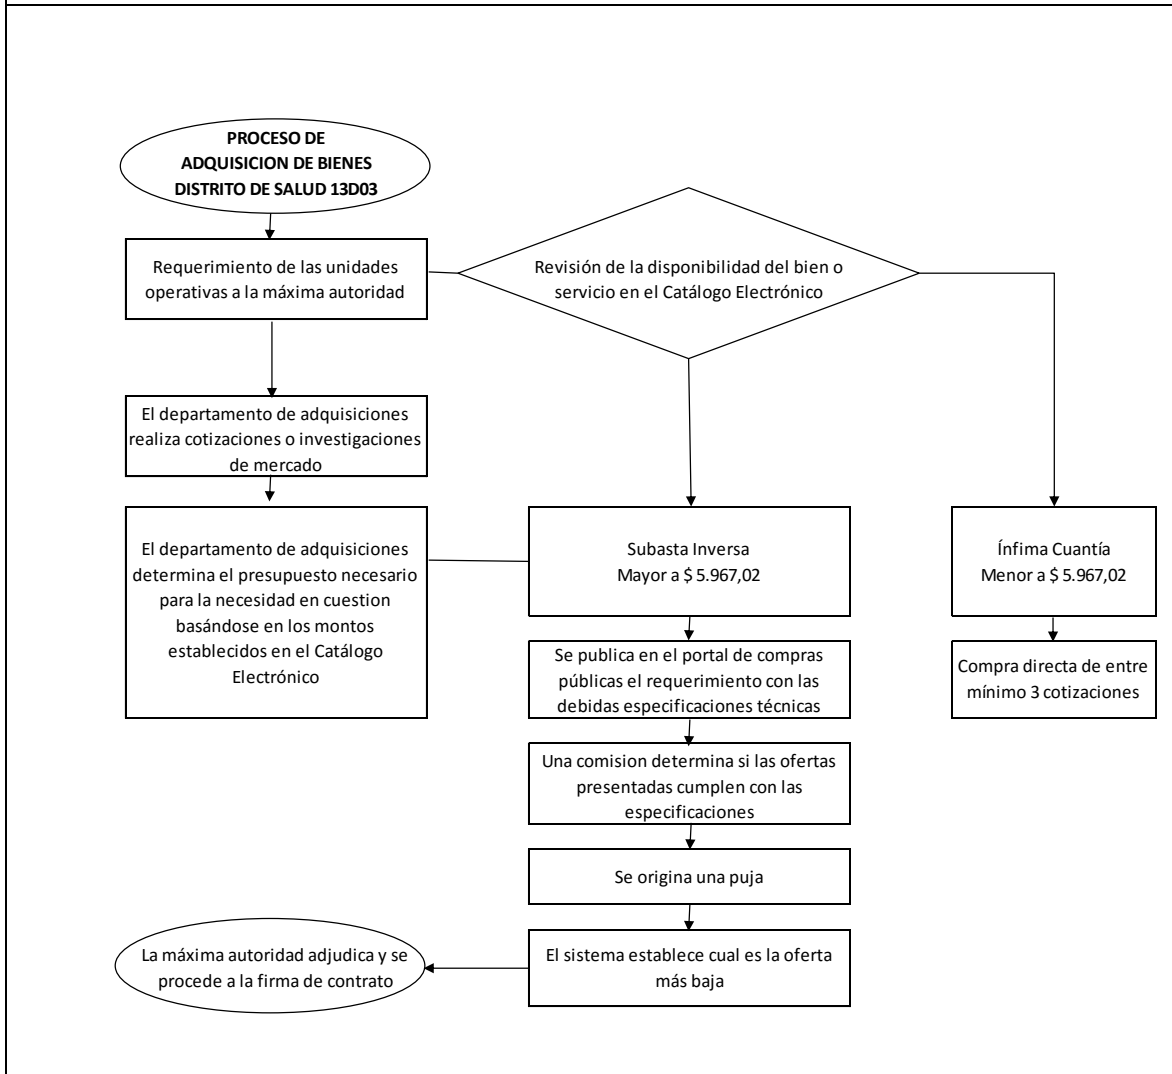 PROCESO DE
ADQUISICION DE BIENES
DISTRITO DE SALUD 13D03
Requerimiento de las unidades
operativas a la máxima autoridad
Revisión de la disponibilidad del bien o
servicio en el Catálogo Electrónico
El departamento de adquisiciones
realiza cotizaciones o investigaciones
de mercado
El departamento de adquisiciones
determina el presupuesto necesario
para la necesidad en cuestion
basándose en los montos
establecidos en el Catálogo
Electrónico
Subasta Inversa
Mayor a $ 5.967,02
Ínfima Cuantía
Menor a $ 5.967,02
Se publica en el portal de compras
públicas el requerimiento con las
debidas especificaciones técnicas
Compra directa de entre
mínimo 3 cotizaciones
Una comision determina si las ofertas
presentadas cumplen con las
especificaciones
Se origina una puja
El sistema establece cual es la oferta
más baja
La máxima autoridad adjudica y se
procede a la firma de contrato